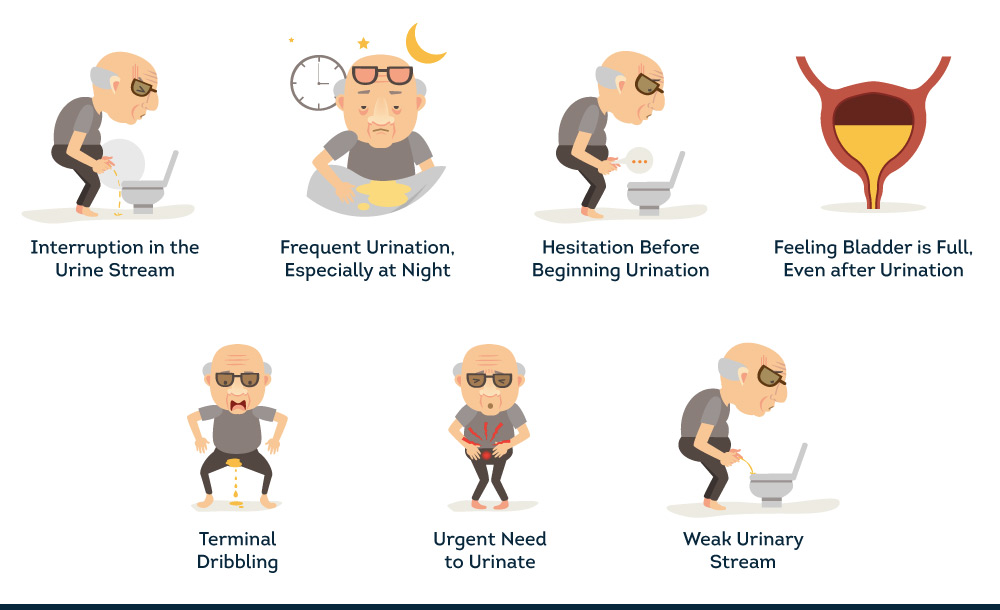 Interruption in the
Urine Stream
Frequent Urination,
Especially at Night
Hesitation Before
Beginning Urination
Feeling Bladder is Full,
Even after Urination
Terminal
Dribbling
Urgent Need
to Urinate
Weak Urinary
Stream